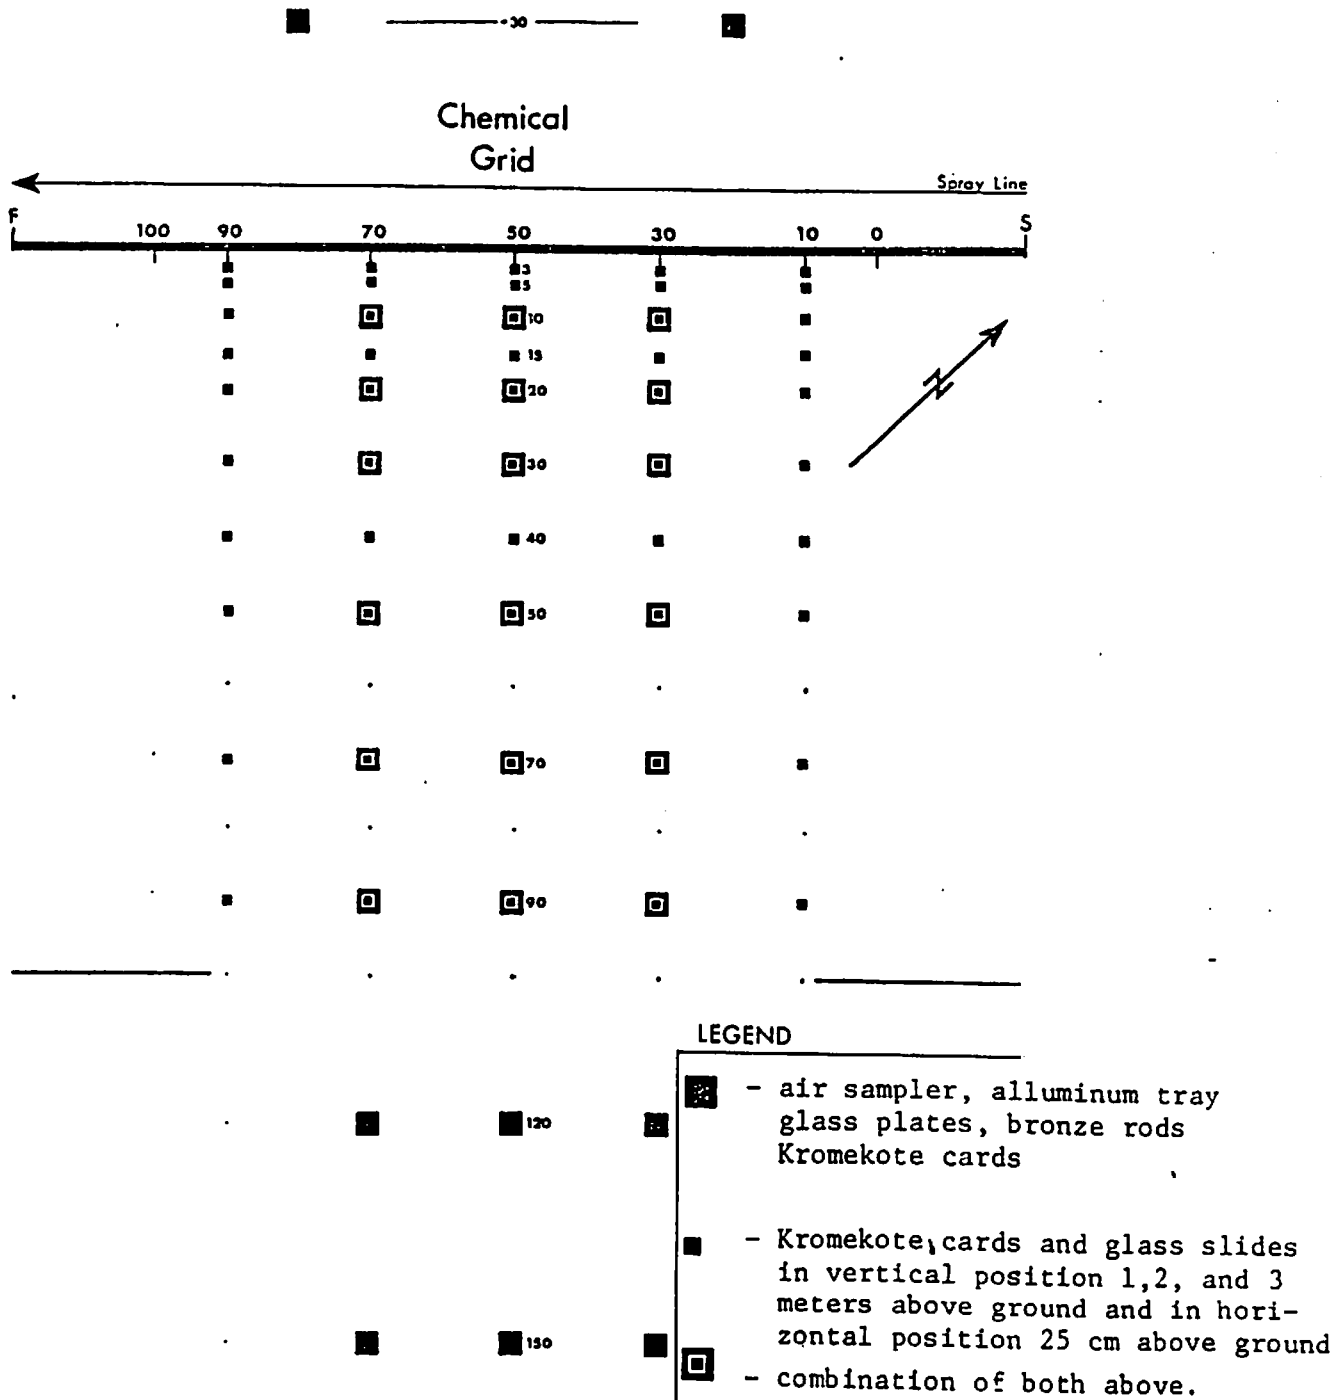 30
Chemical
Grid
Spray Line
F 100 90 70 50 30 10 0 S
3
5
10
15
20
30
40
50
70
90
LEGEND
120
- air sampler, alluminum tray
glass plates, bronze rods
Kromekote cards
- Kromekote cards and glass slides
in vertical position 1,2, and 3
meters above ground and in hori-
zontal position 25 cm above ground
150
- combination of both above.